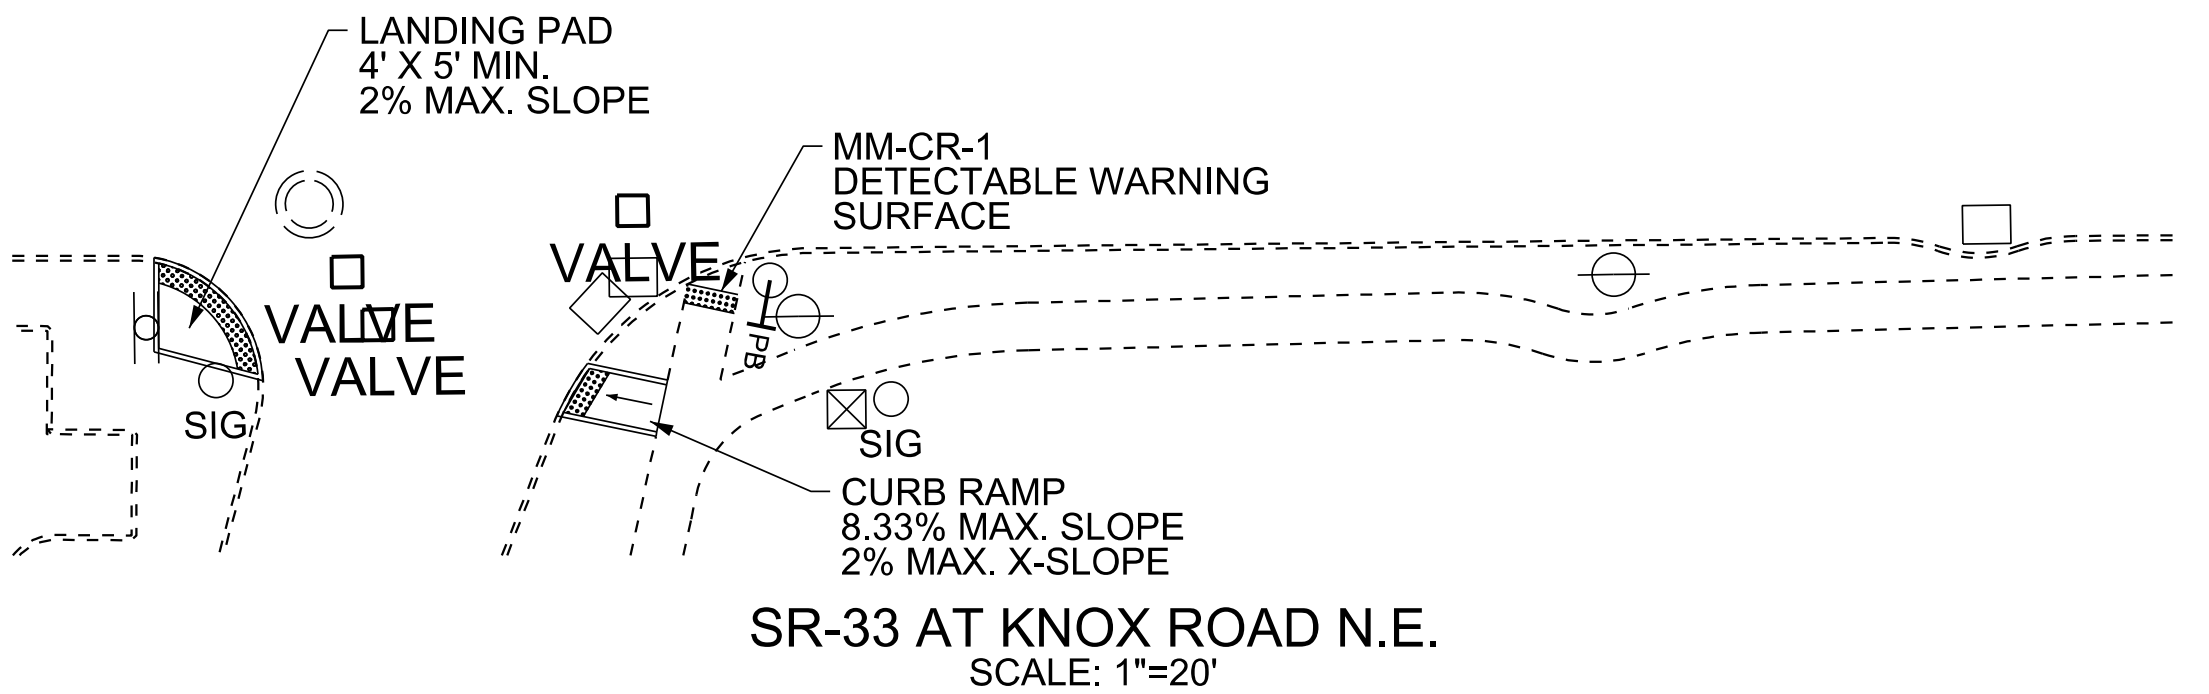 LANDING PAD
4' X 5' MIN.
2% MAX. SLOPE
MM-CR-1
DETECTABLE WARNING
SURFACE
VALVE
VALVE
VALVE
PB
SIG
SIG
CURB RAMP
8.33% MAX. SLOPE
2% MAX. X-SLOPE
SR-33 AT KNOX ROAD N.E.
SCALE: 1"=20'